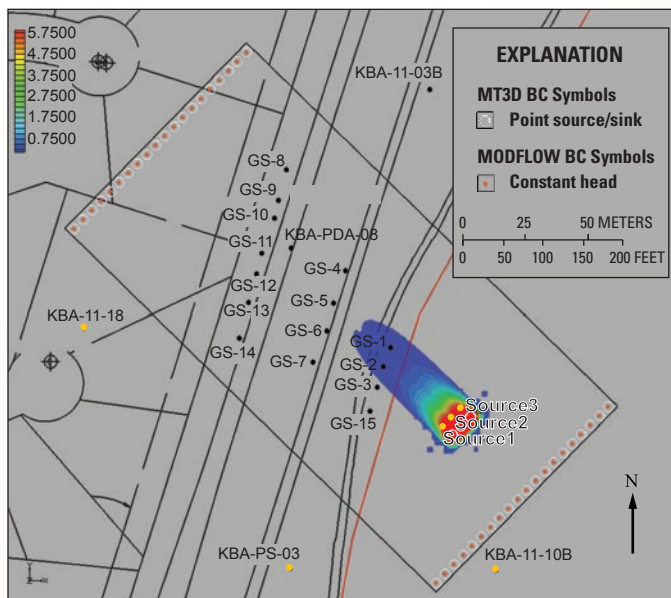 5.7500
4.7500
3.7500
2.7500
1.7500
0.7500
EXPLANATION
MT3D BC Symbols
Point source/sink
MODFLOW BC Symbols
Constant head
0 25 50 METERS
0 50 100 150 200 FEET
KBA-11-03B
GS-8
GS-9
GS-10
KBA-PDA-08
GS-11
GS-4
GS-12
GS-5
GS-13
KBA-11-18
GS-6
GS-14
GS-1
GS-7
GS-2
GS-3
Source3
GS-15
Source2
Source1
N
KBA-PS-03
KBA-11-10B
Z X